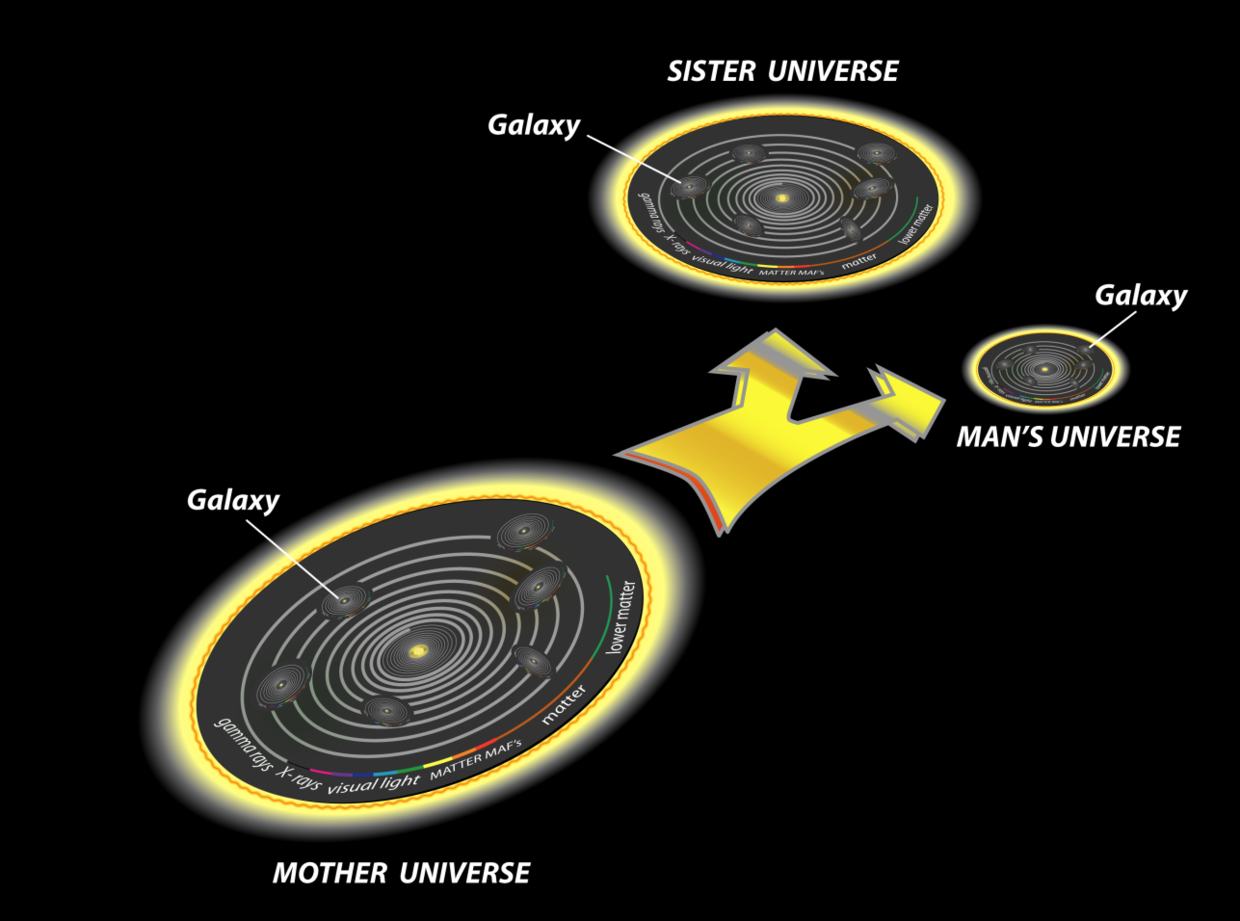 SISTER UNIVERSE
Galaxy
gamma rays
X-rays
visual light
MATTER MAF's
matter
lower matter
Galaxy
MAN'S UNIVERSE
Galaxy
gamma rays
X-rays
visual light
MATTER MAF's
matter
lower matter
MOTHER UNIVERSE